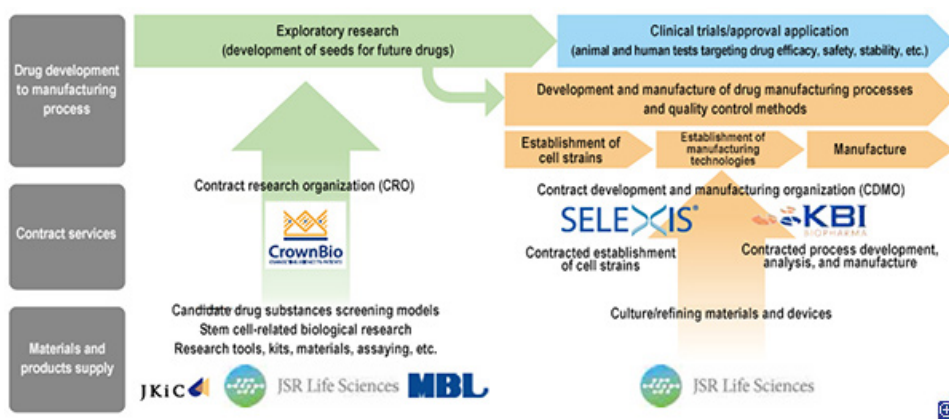 Exploratory research
(development of seeds for future drugs)
Clinical trials/approval application
(animal and human tests targeting drug efficacy, safety, stability, etc.)
Drug development
to manufacturing
process
Development and manufacture of drug manufacturing processes
and quality control methods
Establishment of
cell strains
Establishment of
manufacturing
technologies
Manufacture
Contract services
Contract research organization (CRO)
CrownBio
Contract development and manufacturing organization (CDMO)
SELEXIS®
KBI
BIOPHARMA
Contracted establishment
of cell strains
Contracted process development,
analysis, and manufacture
Materials and
products supply
Candidate drug substances screening models
Stem cell-related biological research
Research tools, kits, materials, assaying, etc.
Culture/refining materials and devices
JKiC
JSR Life Sciences
MBL
JSR Life Sciences